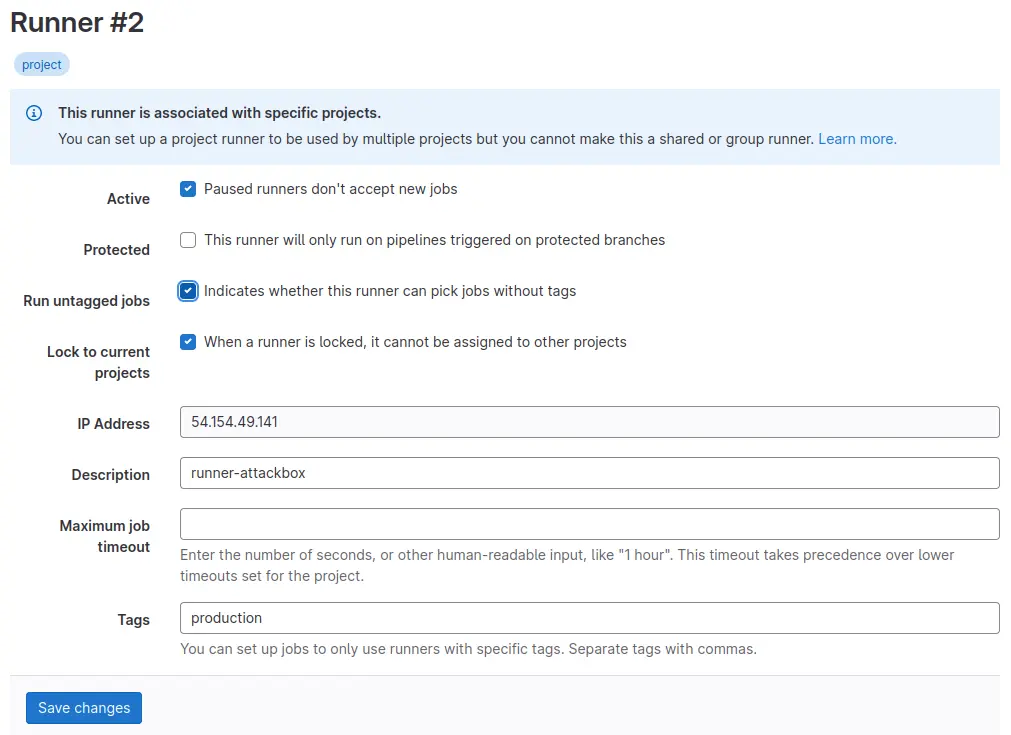 Runner #2
project
This runner is associated with specific projects.
You can set up a project runner to be used by multiple projects but you cannot make this a shared or group runner. Learn more.
Active
Paused runners don't accept new jobs
Protected
This runner will only run on pipelines triggered on protected branches
Run untagged jobs
Indicates whether this runner can pick jobs without tags
Lock to current
projects
When a runner is locked, it cannot be assigned to other projects
IP Address
54.154.49.141
Description
runner-attackbox
Maximum job
timeout
Enter the number of seconds, or other human-readable input, like "1 hour". This timeout takes precedence over lower
timeouts set for the project.
Tags
production
You can set up jobs to only use runners with specific tags. Separate tags with commas.
Save changes